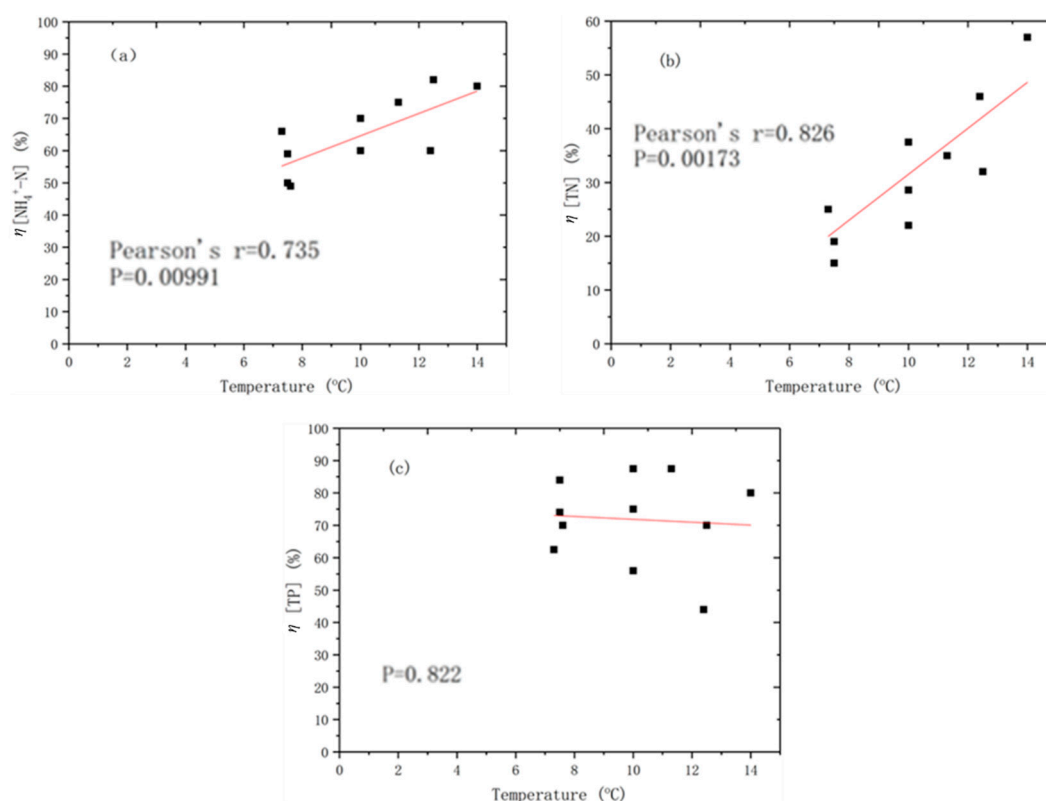 (a)
η [NH₄⁺-N] (%)
100
90
80
70
60
50
40
30
20
10
0
Pearson's r=0.735
P=0.00991
0 2 4 6 8 10 12 14
Temperature (°C)
(b)
η [TN] (%)
60
50
40
30
20
10
0
Pearson's r=0.826
P=0.00173
0 2 4 6 8 10 12 14
Temperature (°C)
(c)
η [TP] (%)
100
90
80
70
60
50
40
30
20
10
0
P=0.822
0 2 4 6 8 10 12 14
Temperature (°C)